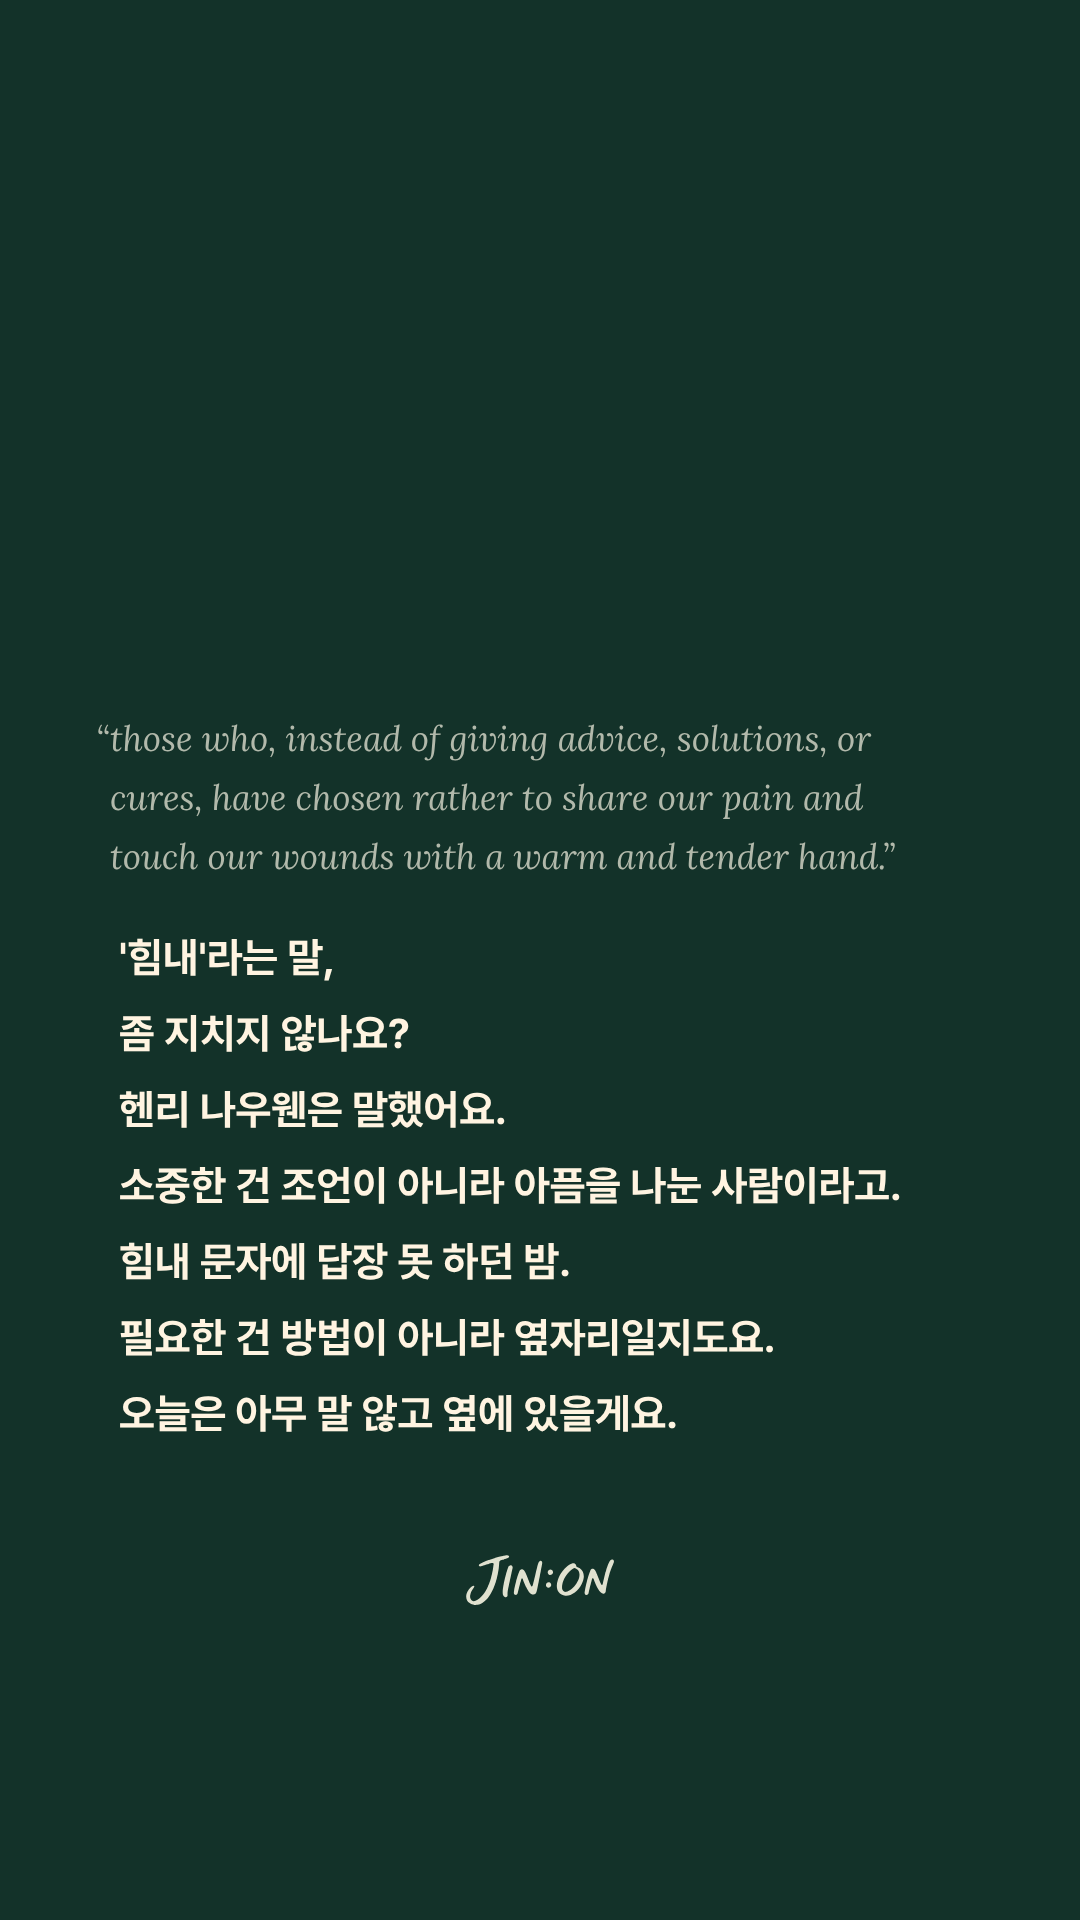 “those who, instead of giving advice, solutions, or
cures, have chosen rather to share our pain and
touch our wounds with a warm and tender hand.”
'힘내'라는 말,
좀 지치지 않나요?
헨리 나우웬은 말했어요.
소중한 건 조언이 아니라 아픔을 나눈 사람이라고.
힘내 문자에 답장 못 하던 밤.
필요한 건 방법이 아니라 옆자리일지도요.
오늘은 아무 말 않고 옆에 있을게요.
JIN:ON